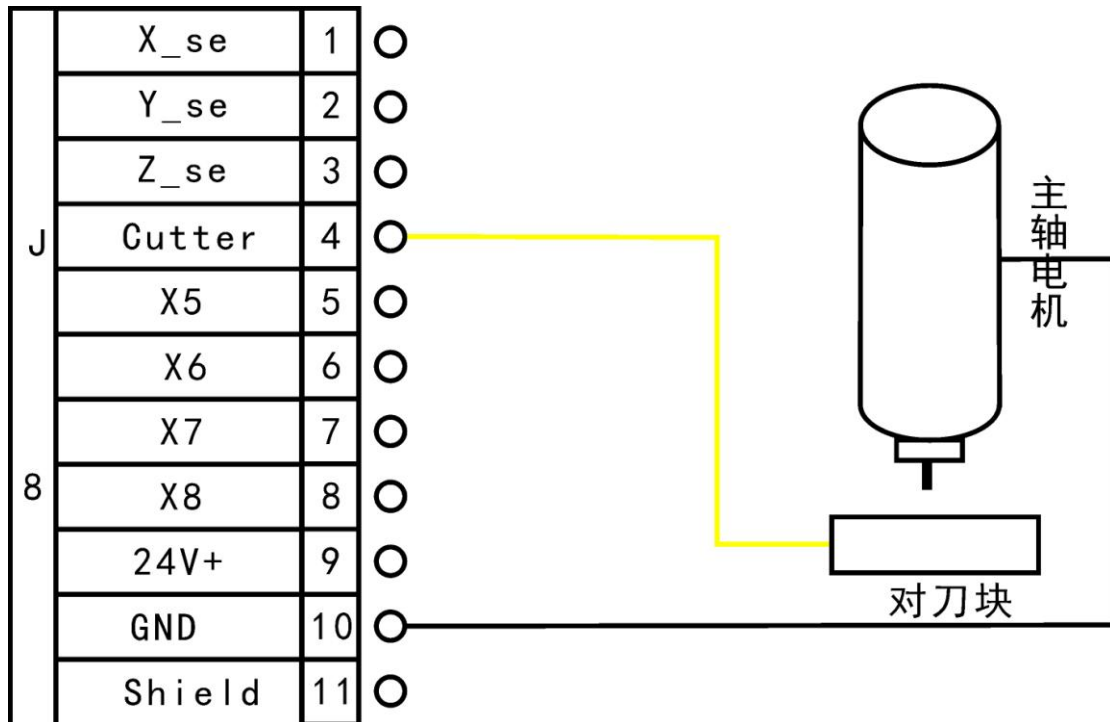 X_se 1
Y_se 2
Z_se 3
J
Cutter 4
X5 5
X6 6
X7 7
8
X8 8
24V+ 9
GND 10
Shield 11
主轴电机
对刀块